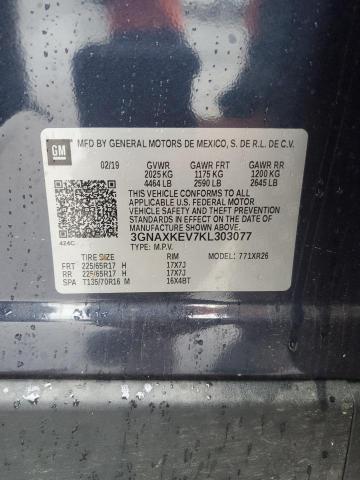 GM
MFD BY GENERAL MOTORS DE MEXICO, S. DE R.L. DE C.V.
02/19 GVWR GAWR FRT GAWR RR
2025 KG 1175 KG 1200 KG
4464 LB 2590 LB 2645 LB
THIS VEHICLE CONFORMS TO ALL
APPLICABLE U.S. FEDERAL MOTOR
VEHICLE SAFETY STANDARDS IN
EFFECT ON THE DATE OF
MANUFACTURE SHOWN ABOVE.
424C 3GNAXKEV7KL303077
TYPE: M.P.V. MODEL: 771XR26
TIRE SIZE RIM
FRT 225/65R17 H 17X7J
RR 225/65R17 H 17X7J
SPA T135/70R16 M 16X4BT